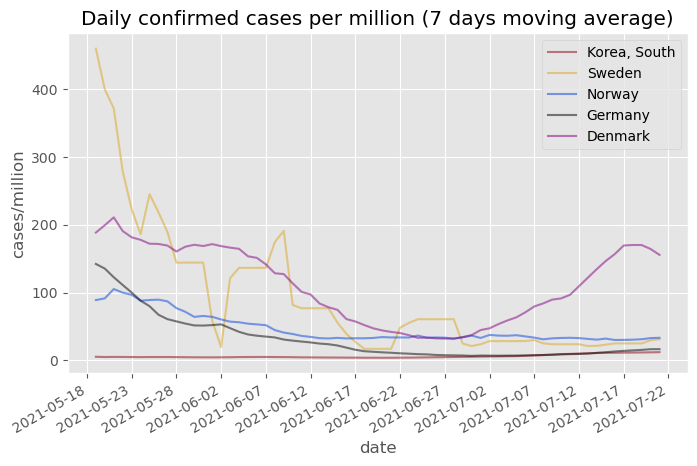 Daily confirmed cases per million (7 days moving average)
Korea, South
Sweden
Norway
Germany
Denmark
cases/million
400
300
200
100
0
2021-05-18
2021-05-23
2021-05-28
2021-06-02
2021-06-07
2021-06-12
2021-06-17
2021-06-22
2021-06-27
2021-07-02
2021-07-07
2021-07-12
2021-07-17
2021-07-22
date